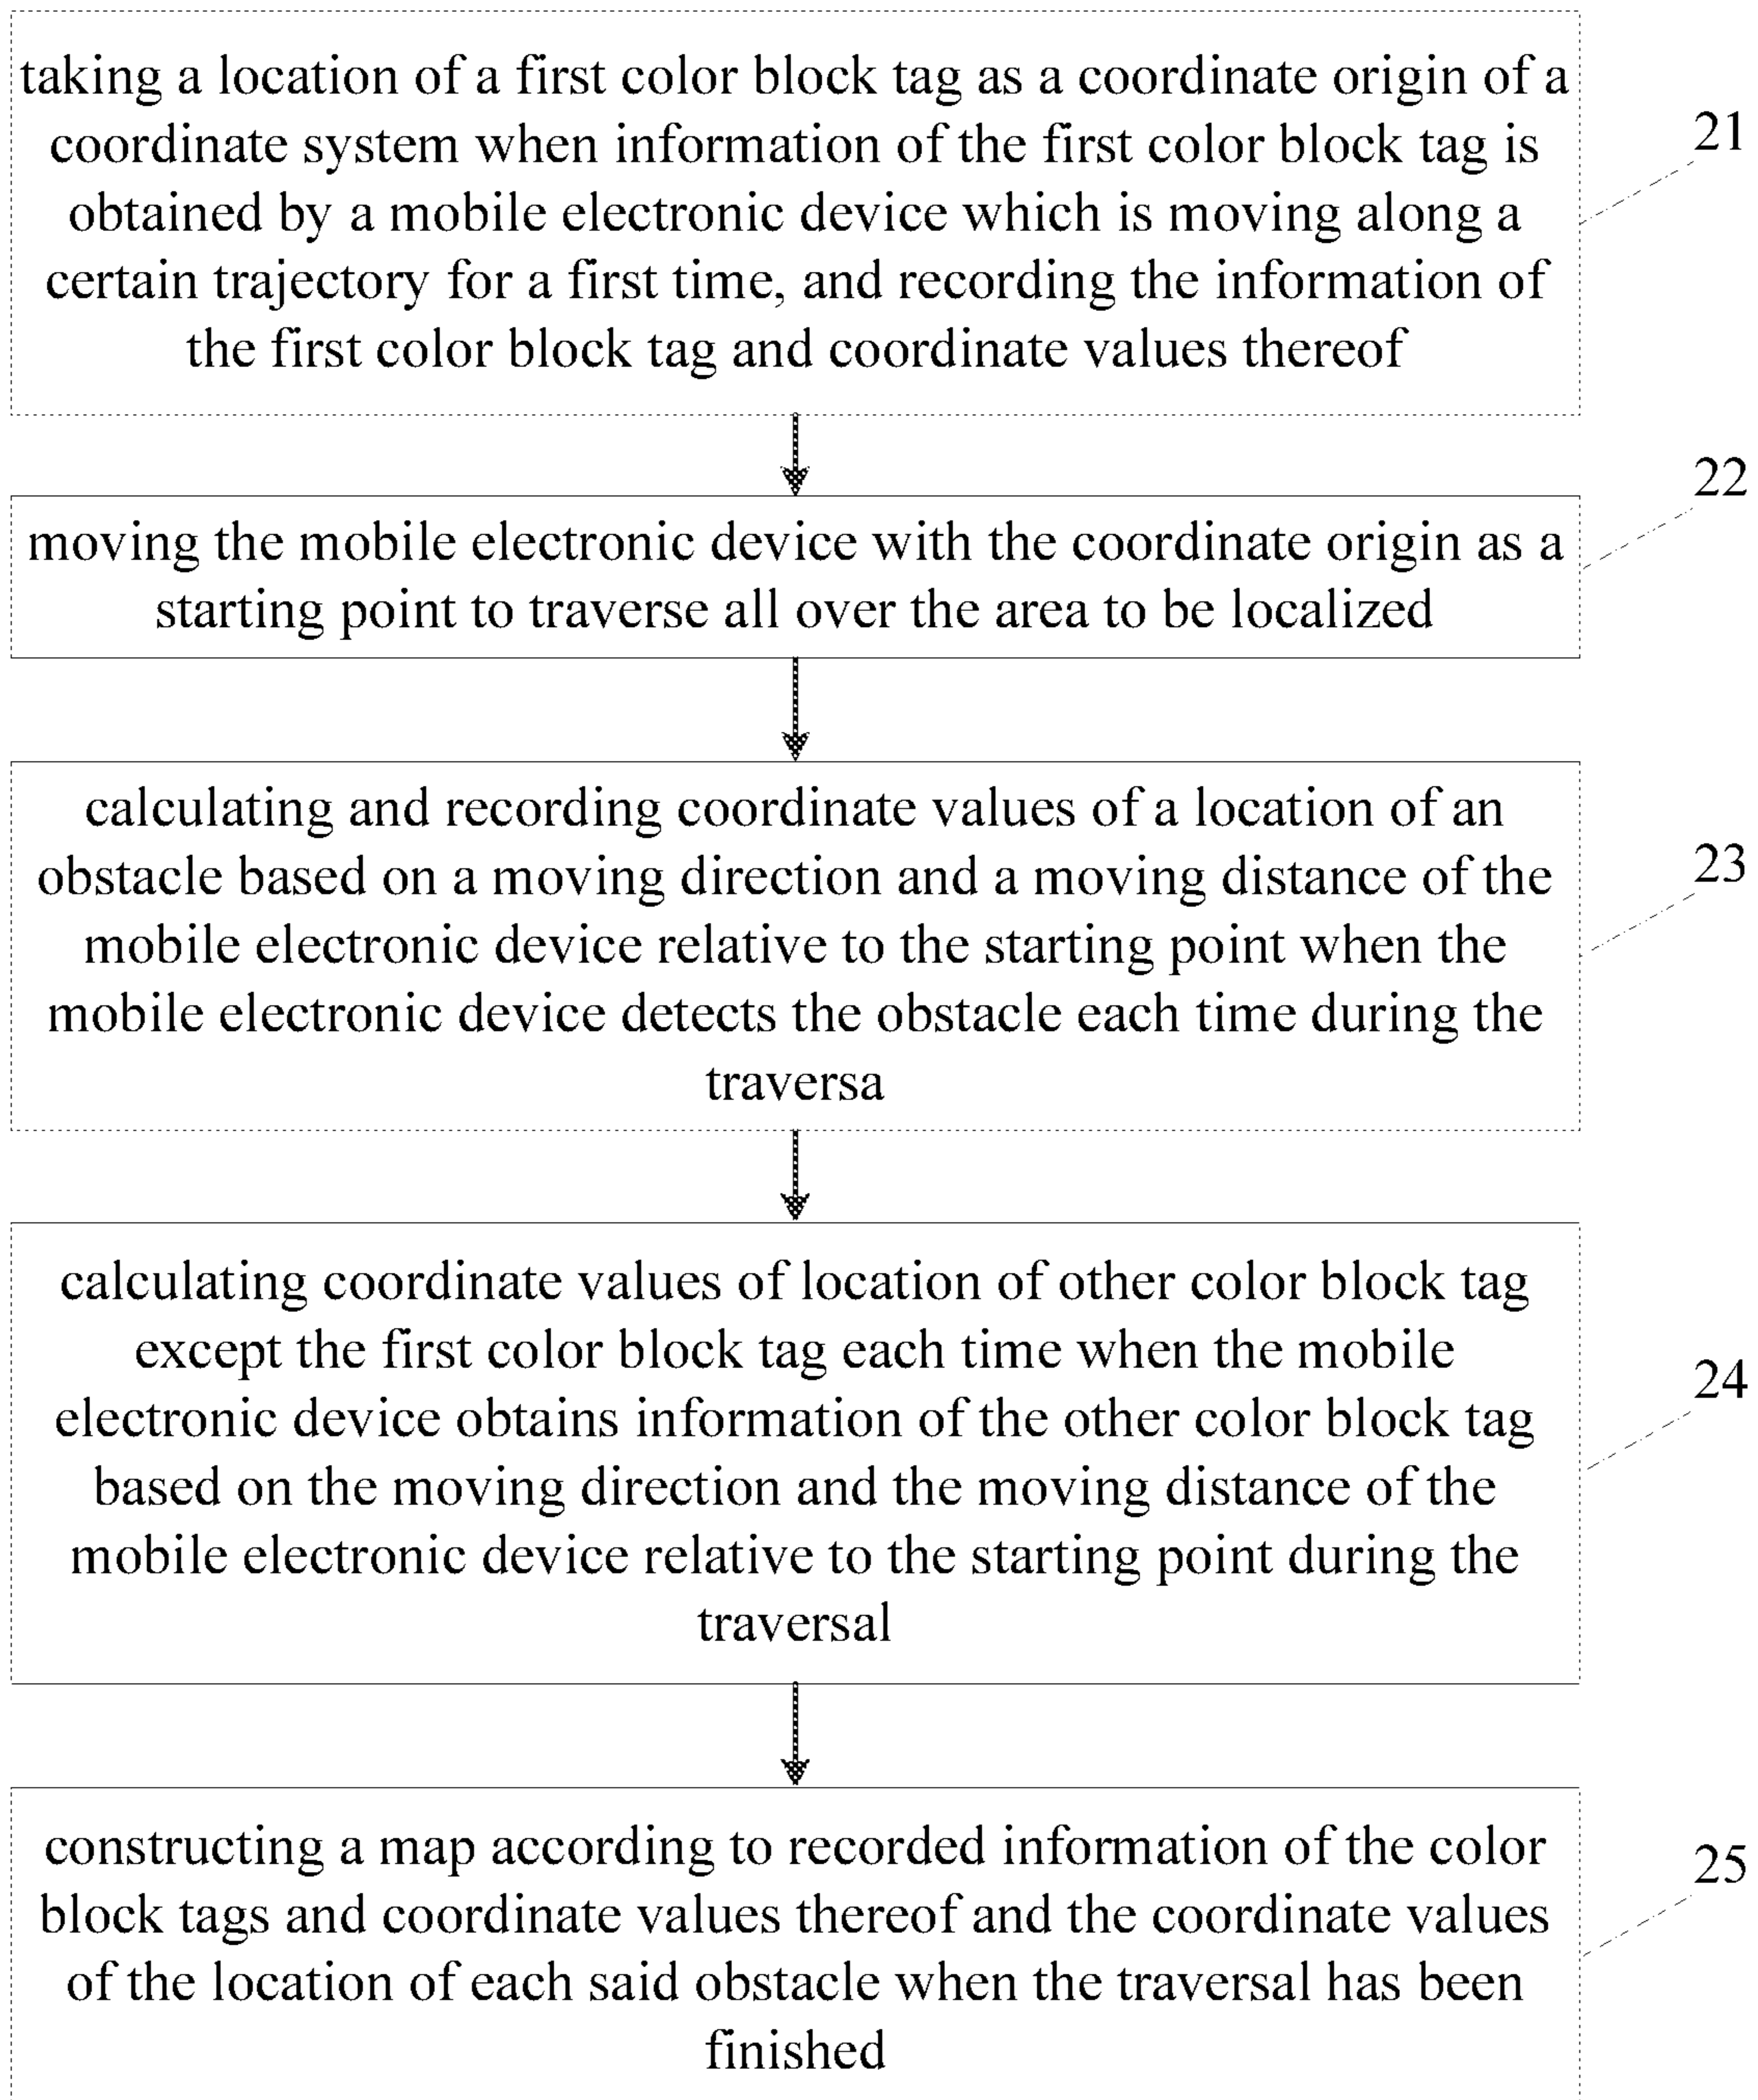 taking a location of a first color block tag as a coordinate origin of a
coordinate system when information of the first color block tag is
obtained by a mobile electronic device which is moving along a
certain trajectory for a first time, and recording the information of
the first color block tag and coordinate values thereof
21
moving the mobile electronic device with the coordinate origin as a
starting point to traverse all over the area to be localized
22
calculating and recording coordinate values of a location of an
obstacle based on a moving direction and a moving distance of the
mobile electronic device relative to the starting point when the
mobile electronic device detects the obstacle each time during the
traversa
23
calculating coordinate values of location of other color block tag
except the first color block tag each time when the mobile
electronic device obtains information of the other color block tag
based on the moving direction and the moving distance of the
mobile electronic device relative to the starting point during the
traversal
24
constructing a map according to recorded information of the color
block tags and coordinate values thereof and the coordinate values
of the location of each said obstacle when the traversal has been
finished
25